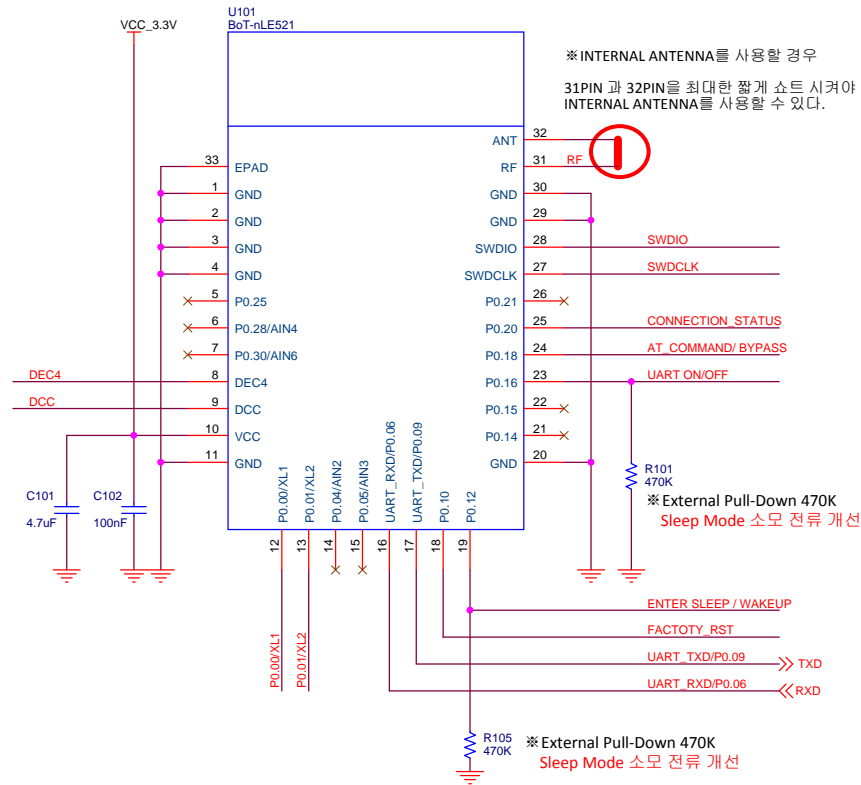 U101
BoT-nLE521
VCC_3.3V
※INTERNAL ANTENNA를 사용할 경우
31PIN 과 32PIN을 최대한 짧게 쇼트 시켜야
INTERNAL ANTENNA를 사용할 수 있다.
ANT 32
RF 31 RF
33 EPAD
GND 30
1 GND
GND 29
2 GND
SWDIO 28 SWDIO
3 GND
SWDCLK 27 SWDCLK
4 GND
P0.21 26
5 P0.25
P0.20 25 CONNECTION_STATUS
6 P0.28/AIN4
P0.18 24 AT_COMMAND/ BYPASS
7 P0.30/AIN6
P0.16 23 UART ON/OFF
DEC4 8 DEC4
P0.15 22
DCC 9 DCC
P0.14 21
10 VCC
GND 20
11 GND
P0.00/XL1
P0.01/XL2
P0.04/AIN2
P0.05/AIN3
UART_RXD/P0.06
UART_TXD/P0.09
P0.10
P0.12
12
13
14
15
16
17
18
19
C101
4.7uF
C102
100nF
R101
470K
※External Pull-Down 470K
Sleep Mode 소모 전류 개선
P0.00/XL1
P0.01/XL2
ENTER SLEEP / WAKEUP
FACTOTY_RST
UART_TXD/P0.09 TXD
UART_RXD/P0.06 RXD
R105
470K
※External Pull-Down 470K
Sleep Mode 소모 전류 개선